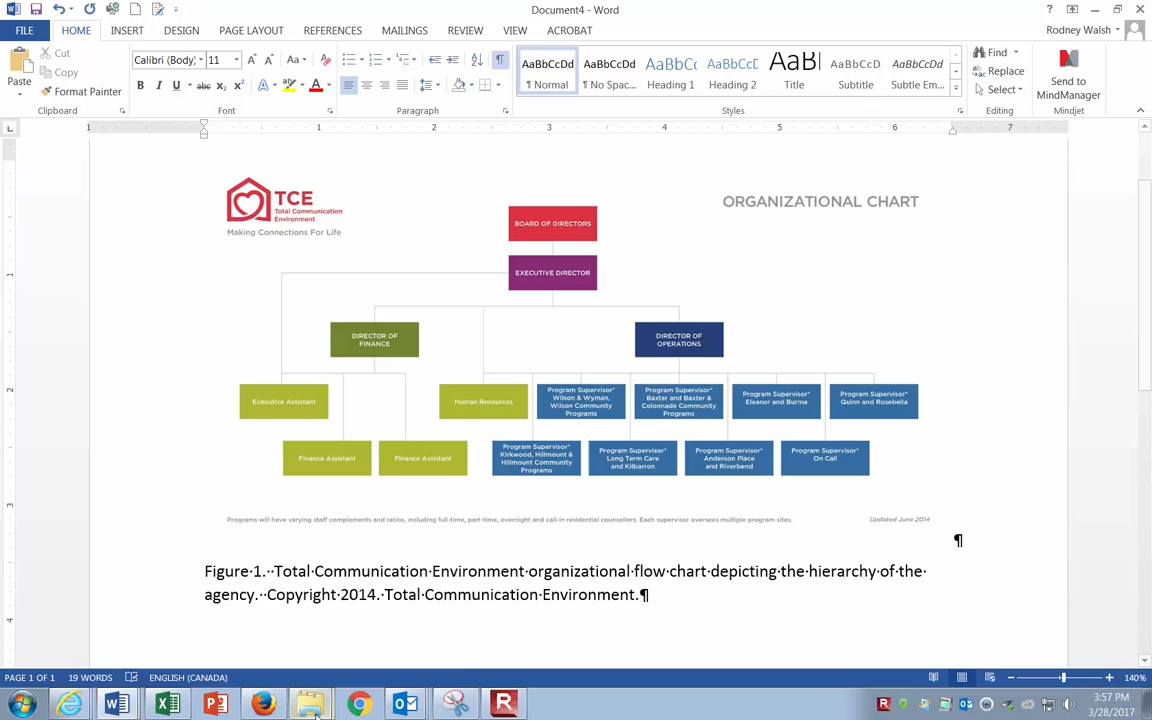 Document4 - Word
FILE
HOME
INSERT
DESIGN
PAGE LAYOUT
REFERENCES
MAILINGS
REVIEW
VIEW
ACROBAT
Rodney Walsh
Paste
Cut
Copy
Format Painter
Clipboard
Calibri (Body)
11
Font
Paragraph
AaBbCcDd
¶ Normal
AaBbCcDd
¶ No Spac...
AaBbCc
Heading 1
AaBbCcD
Heading 2
Title
AaBbCcD
Subtitle
AaBbCcDd
Subtle Em...
Styles
Find
Replace
Select
Editing
Send to
MindManager
Mindjet
1 1 2 3 4 5 6 7
TCE
Total Communication
Environment
Making Connections For Life
ORGANIZATIONAL CHART
BOARD OF DIRECTORS
EXECUTIVE DIRECTOR
DIRECTOR OF
FINANCE
DIRECTOR OF
OPERATIONS
Executive Assistant
Human Resources
Program Supervisor*
Wilson & Wyman,
Wilson Community
Programs
Program Supervisor*
Baxter and Baxter &
Colonnade Community
Programs
Program Supervisor*
Eleanor and Burma
Program Supervisor*
Quinn and Rosebella
Finance Assistant
Finance Assistant
Program Supervisor*
Kirkwood, Hillmount &
Hillmount Community
Programs
Program Supervisor*
Long Term Care
and Kilbarron
Program Supervisor*
Anderson Place
and Riverbend
Program Supervisor*
On Call
Programs will have varying staff complements and ratios, including full-time, part-time, overnight and call-in residential counsellors. Each supervisor oversees multiple program sites.
Updated June 2014
¶
Figure·1.··Total·Communication·Environment·organizational·flow·chart·depicting·the·hierarchy·of·the·
agency.··Copyright·2014.·Total·Communication·Environment.¶
PAGE 1 OF 1
19 WORDS
ENGLISH (CANADA)
140%
3:57 PM
3/28/2017